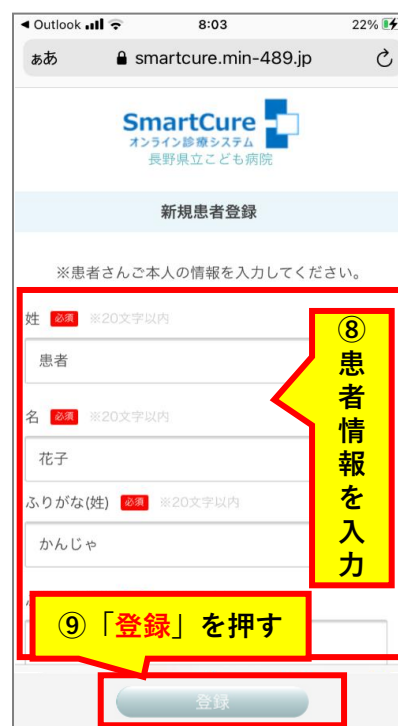 ◀ Outlook 8:03 22%
ぁあ smartcure.min-489.jp
SmartCure
オンライン診療システム
長野県立こども病院
新規患者登録
※患者さんご本人の情報を入力してください。
姓 必須 ※20文字以内
患者
名 必須 ※20文字以内
花子
ふりがな(姓) 必須 ※20文字以内
かんじゃ
⑧患者情報を入力
⑨「登録」を押す
登録